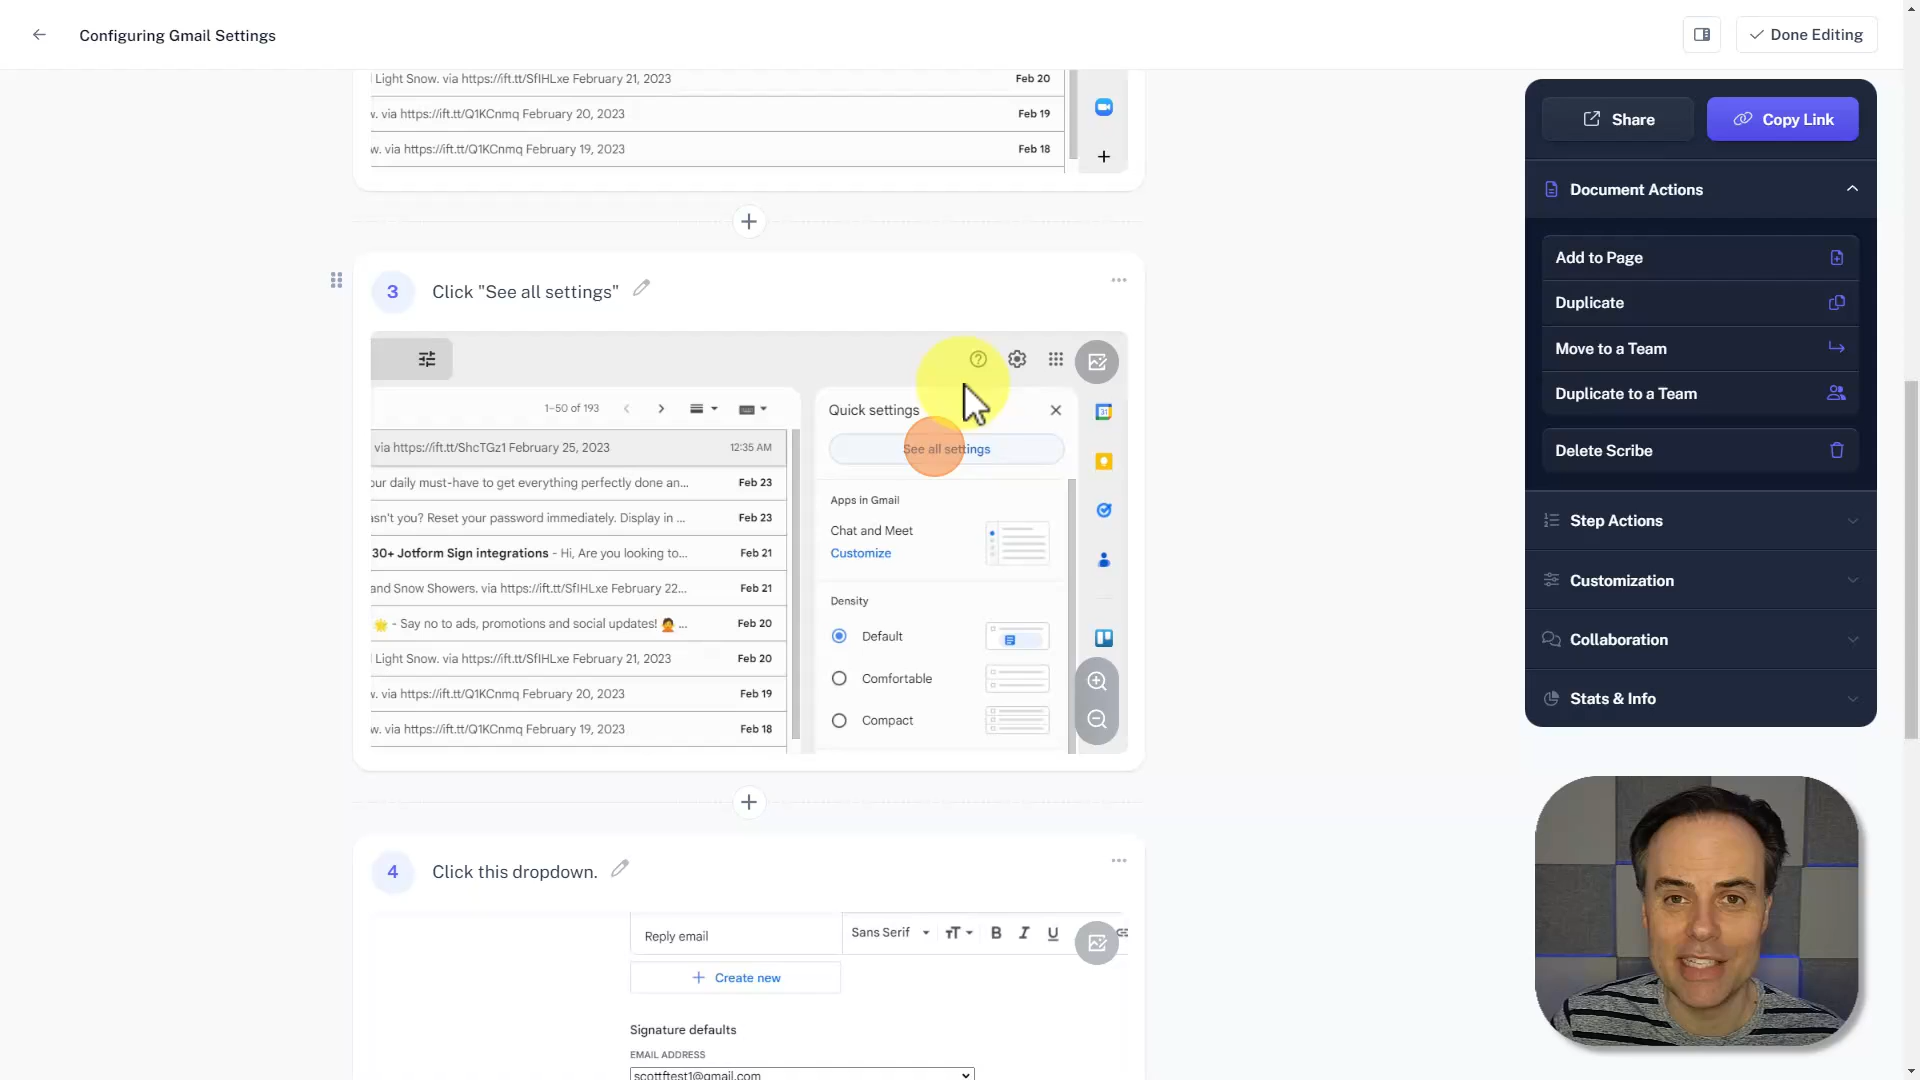 Configuring Gmail Settings
Done Editing
Light Snow. via https://ift.tt/SfIHLxe February 21, 2023
Feb 20
w. via https://ift.tt/Q1KCnmq February 20, 2023
Feb 19
w. via https://ift.tt/Q1KCnmq February 19, 2023
Feb 18
3
Click "See all settings"
1–50 of 193
via https://ift.tt/ShcTGz1 February 25, 2023
12:35 AM
our daily must-have to get everything perfectly done an...
Feb 23
asn't you? Reset your password immediately. Display in ...
Feb 23
30+ Jotform Sign integrations - Hi, Are you looking to...
Feb 21
and Snow Showers. via https://ift.tt/SfIHLxe February 22...
Feb 21
🌟 - Say no to ads, promotions and social updates! 🙅 ...
Feb 20
Light Snow. via https://ift.tt/SfIHLxe February 21, 2023
Feb 20
w. via https://ift.tt/Q1KCnmq February 20, 2023
Feb 19
w. via https://ift.tt/Q1KCnmq February 19, 2023
Feb 18
Quick settings
See all settings
Apps in Gmail
Chat and Meet
Customize
Density
Default
Comfortable
Compact
31
4
Click this dropdown.
Reply email
Sans Serif
B I U
Create new
Signature defaults
EMAIL ADDRESS
scottftest1@gmail.com
Share
Copy Link
Document Actions
Add to Page
Duplicate
Move to a Team
Duplicate to a Team
Delete Scribe
Step Actions
Customization
Collaboration
Stats & Info